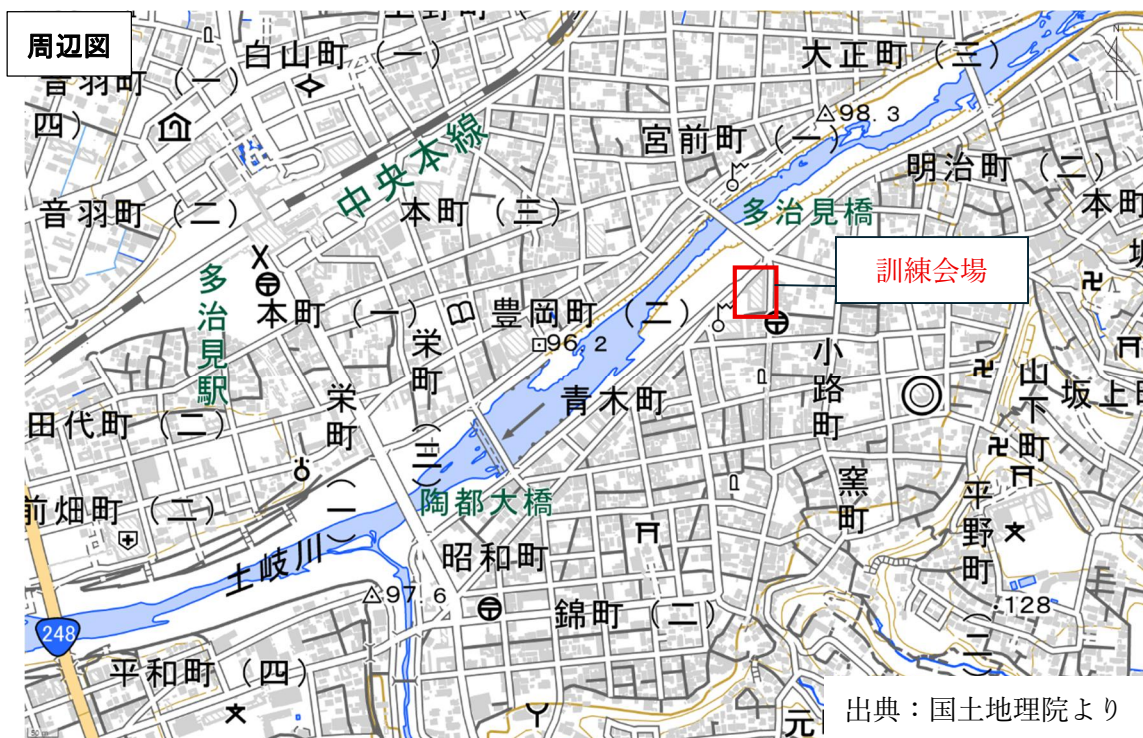 周辺図
上野町
白山町（一）
大正町（三）
音羽町（一）
四）
98.3
宮前町（一）
中央本線
明治町（二）
音羽町（二）
本町（三）
多治見橋
本町
訓練会場
多治見駅
本町（一）
豊岡町（二）
96.2
栄町（三）
小路町
青木町
山下町
坂上町
栄町（一）
田代町（二）
窯町
平野町（二）
陶都大橋
前畑町（二）
土岐川
昭和町
97.6
錦町（二）
128
248
平和町（四）
元
50 m
出典：国土地理院より